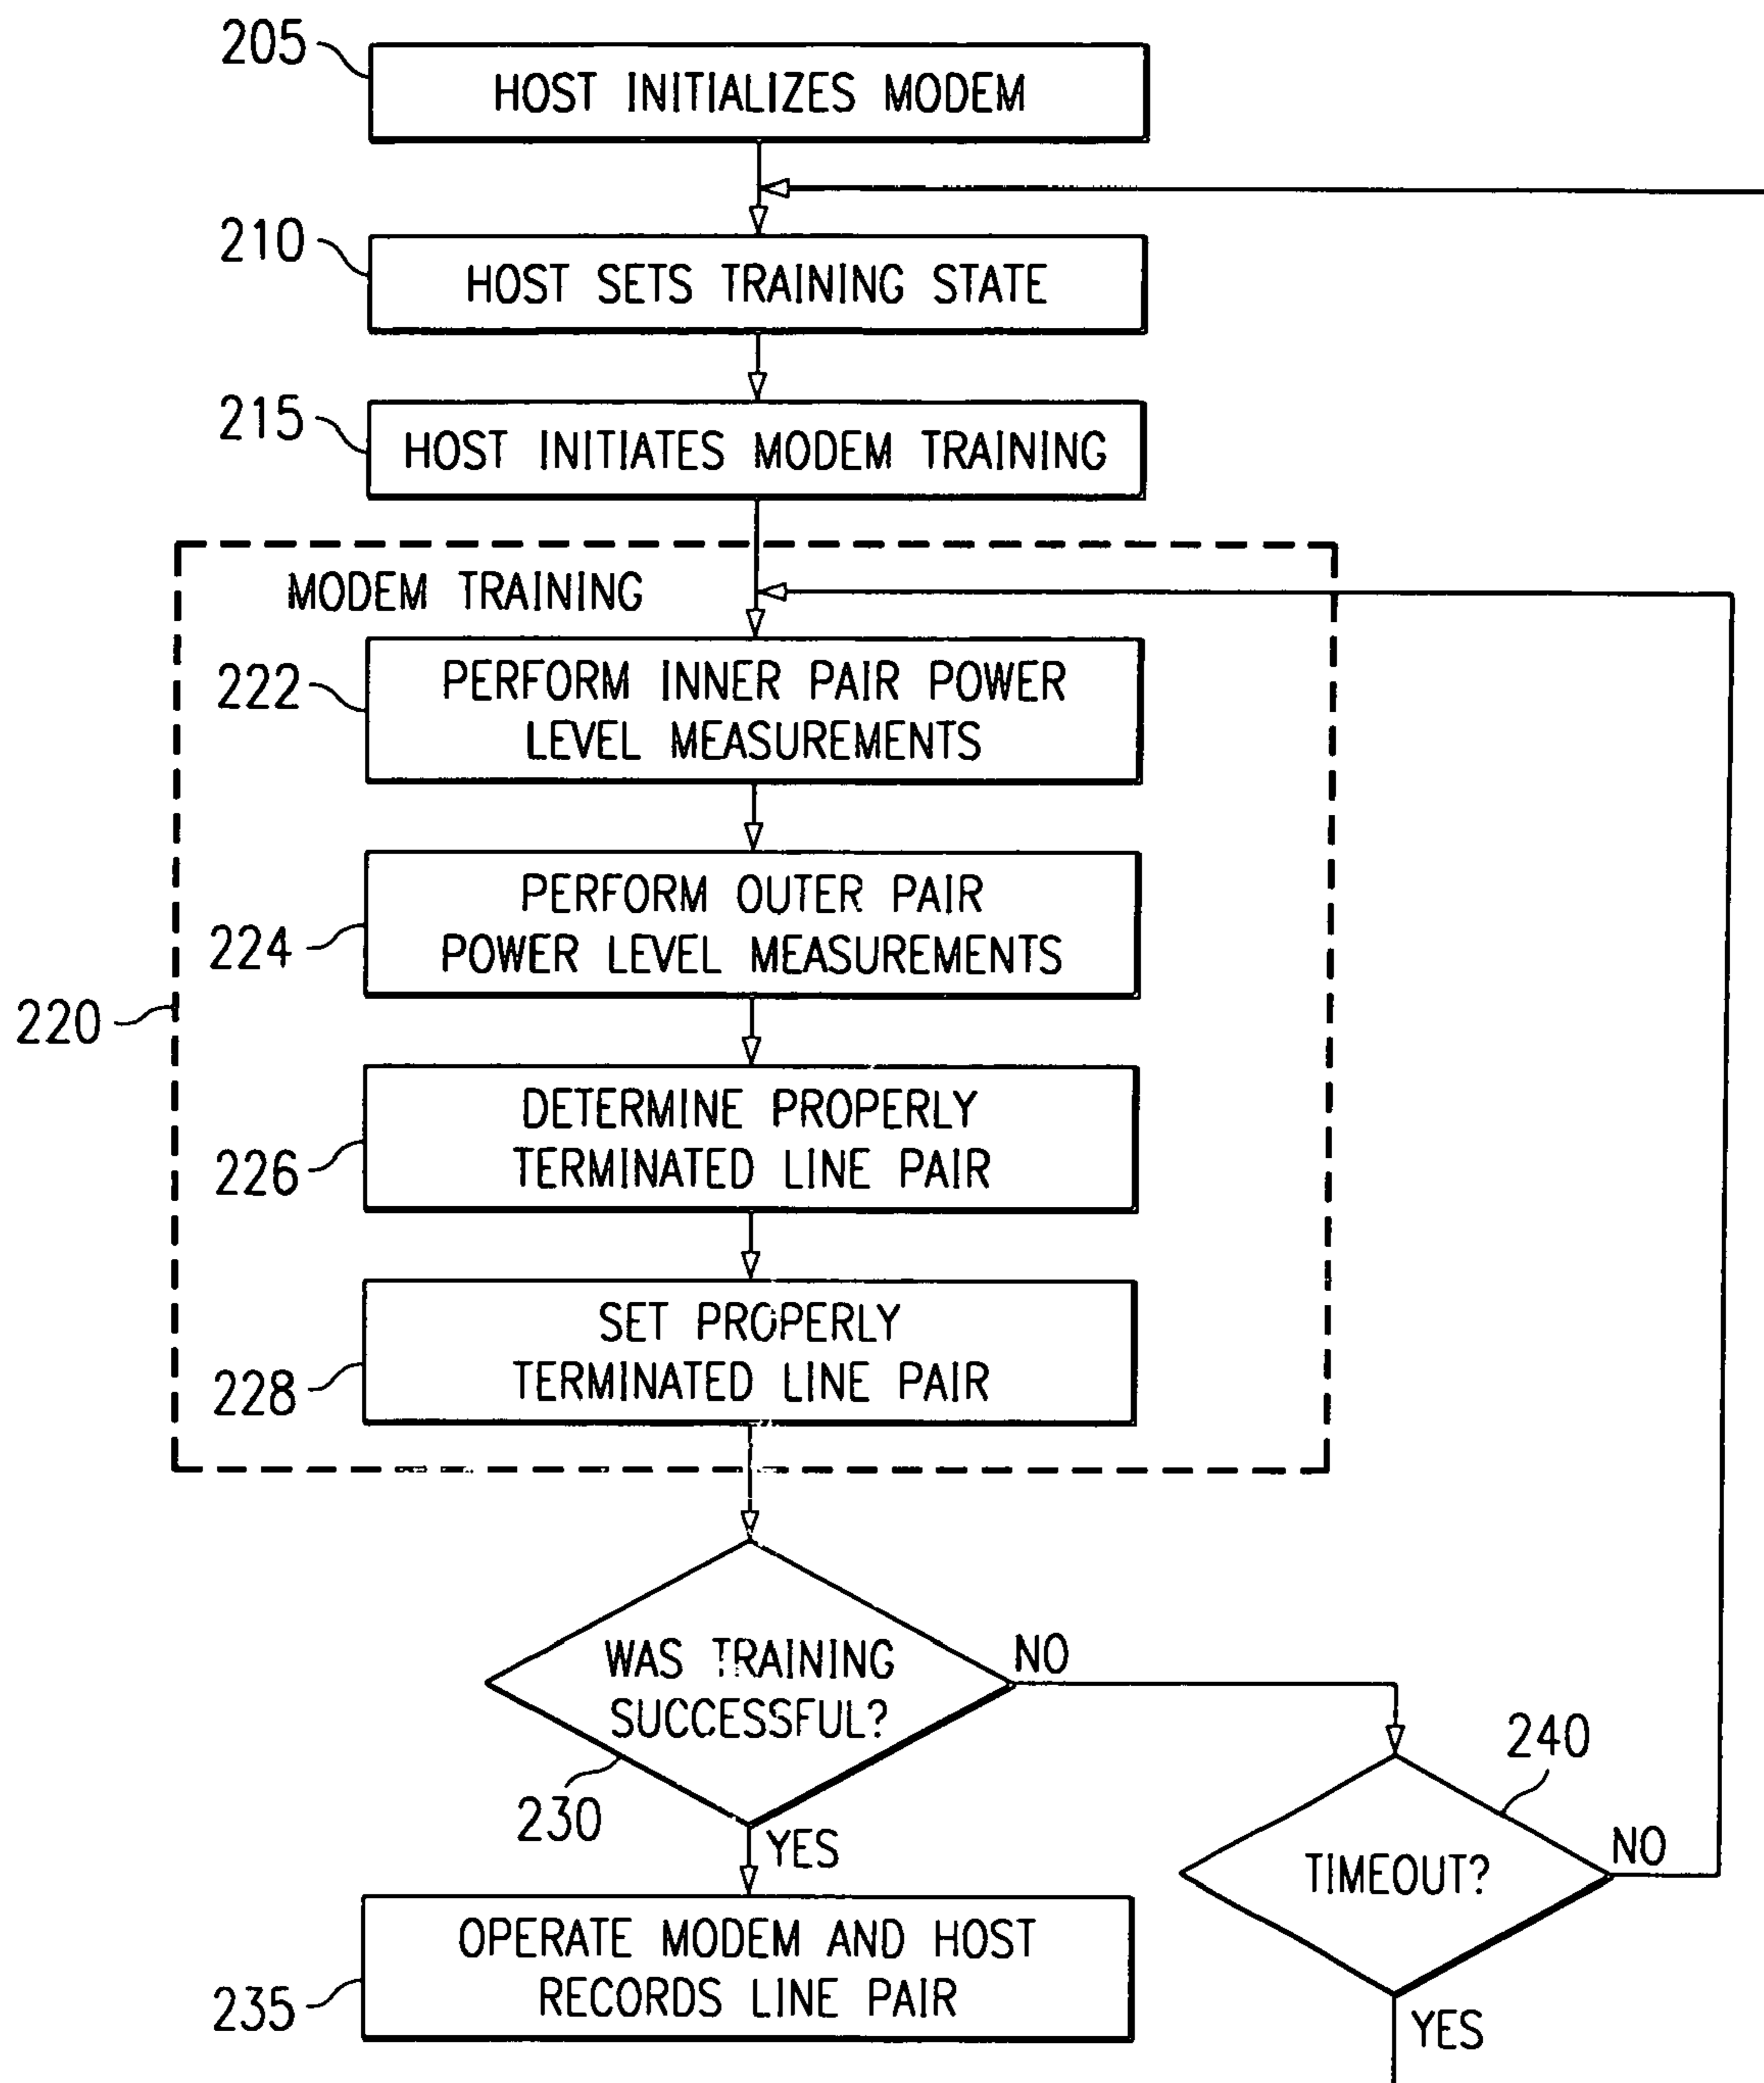 205
HOST INITIALIZES MODEM
210
HOST SETS TRAINING STATE
215
HOST INITIATES MODEM TRAINING
MODEM TRAINING
222
PERFORM INNER PAIR POWER
LEVEL MEASUREMENTS
PERFORM OUTER PAIR
224
POWER LEVEL MEASUREMENTS
220
DETERMINE PROPERLY
226
TERMINATED LINE PAIR
SET PROPERLY
228
TERMINATED LINE PAIR
WAS TRAINING
SUCCESSFUL?
NO
230
240
YES
TIMEOUT?
NO
OPERATE MODEM AND HOST
235
RECORDS LINE PAIR
YES